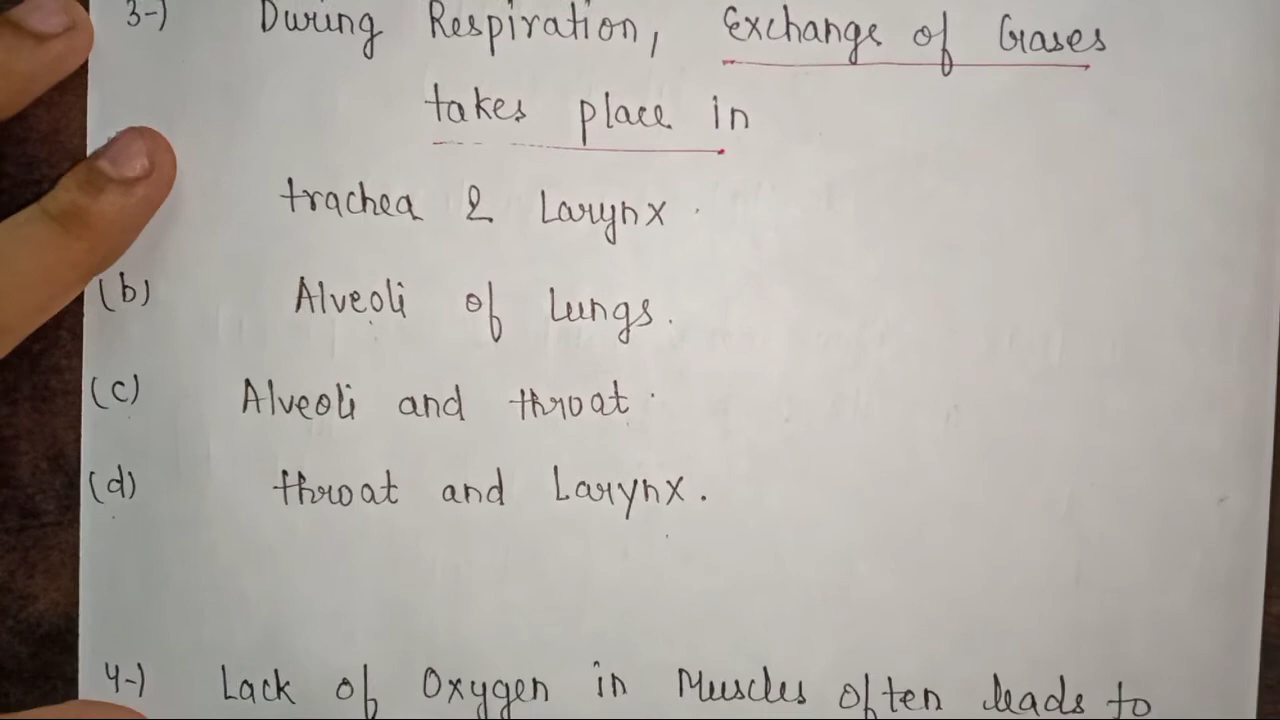 3-) During Respiration, Exchange of Gases
takes place in
trachea & Larynx.
(b) Alveoli of Lungs.
(c) Alveoli and throat.
(d) throat and Larynx.
4-) Lack of Oxygen in Muscles often leads to